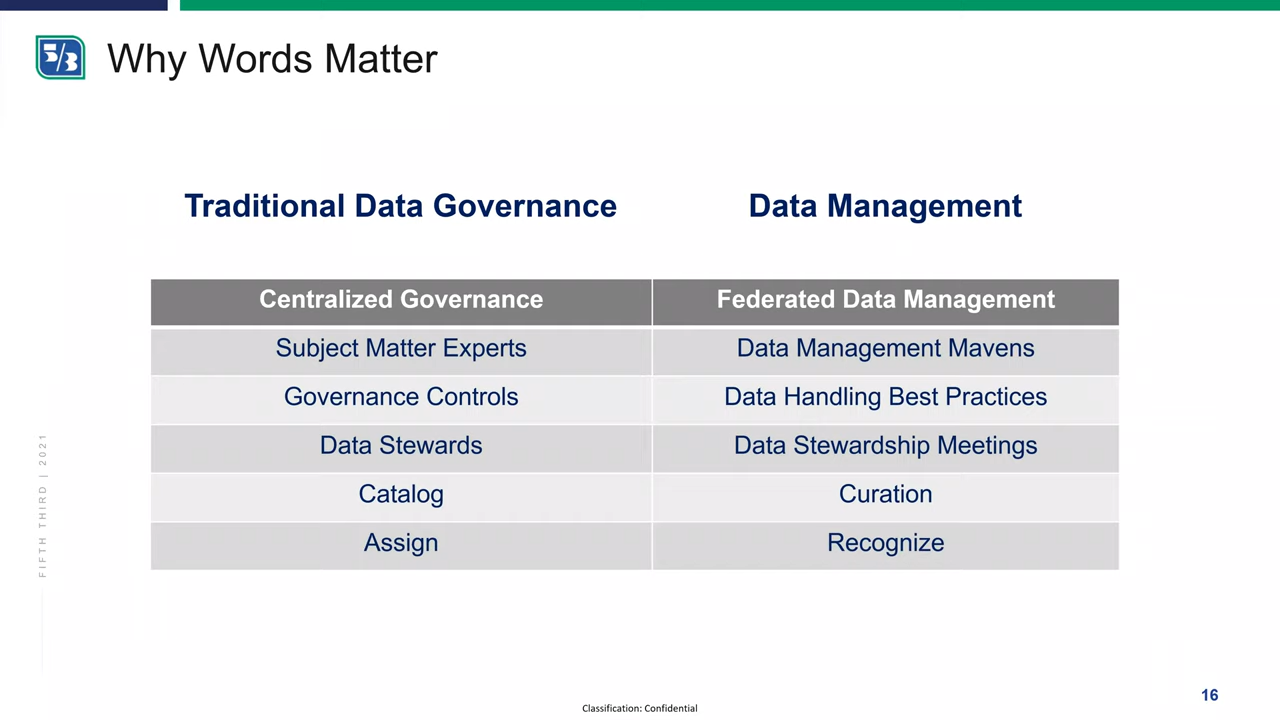 5/3 Why Words Matter
Traditional Data Governance Data Management
Centralized Governance Federated Data Management
Subject Matter Experts Data Management Mavens
Governance Controls Data Handling Best Practices
Data Stewards Data Stewardship Meetings
Catalog Curation
Assign Recognize
FIFTH THIRD | 2021
16
Classification: Confidential